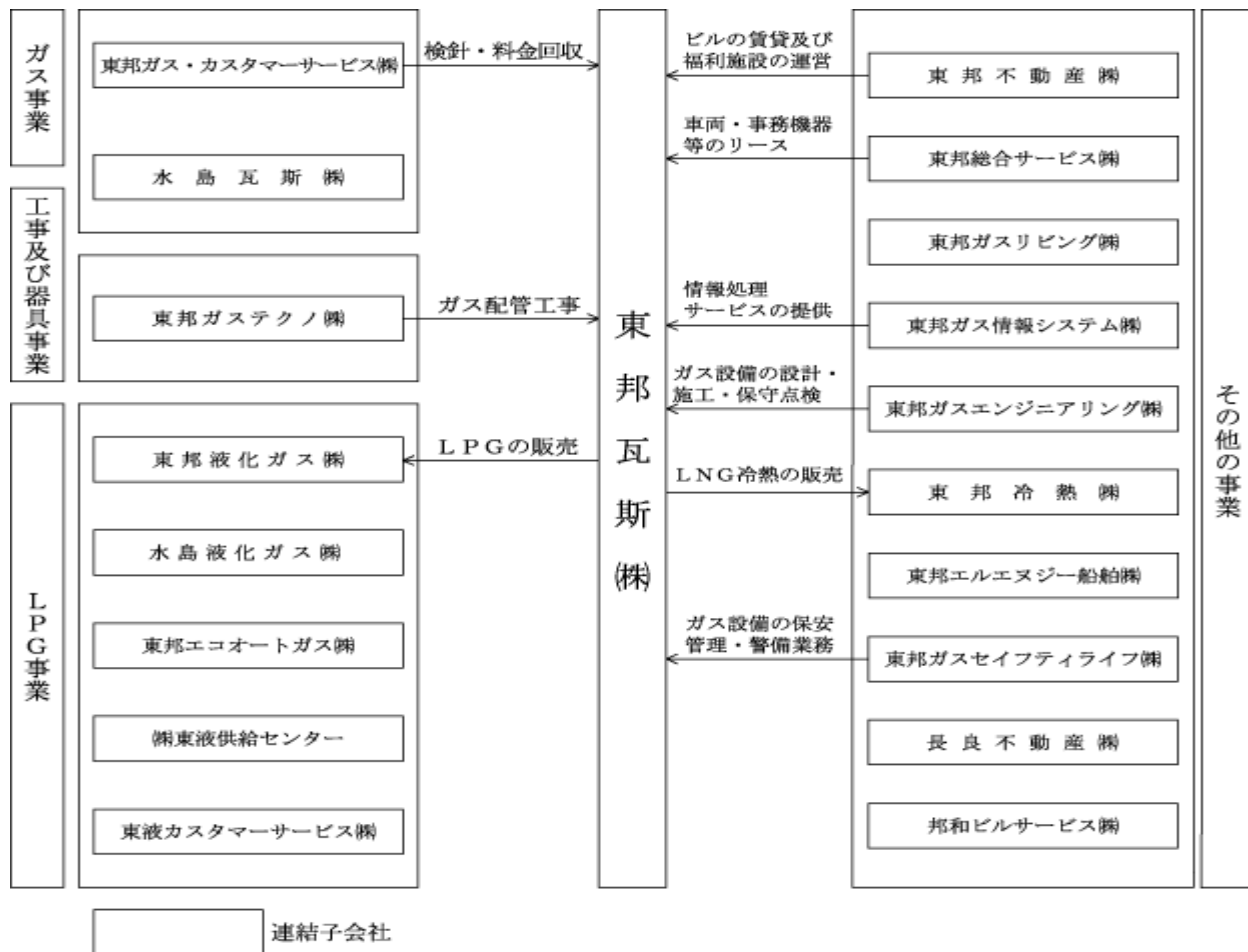 ガス事業
東邦ガス・カスタマーサービス㈱
水島瓦斯㈱
検針・料金回収
工事及び器具事業
東邦ガステクノ㈱
ガス配管工事
LPG事業
東邦液化ガス㈱
水島液化ガス㈱
東邦エコオートガス㈱
㈱東液供給センター
東液カスタマーサービス㈱
LPGの販売
東邦瓦斯㈱
ビルの賃貸及び
福利施設の運営
東邦不動産㈱
車両・事務機器
等のリース
東邦総合サービス㈱
東邦ガスリビング㈱
情報処理
サービスの提供
東邦ガス情報システム㈱
ガス設備の設計・
施工・保守点検
東邦ガスエンジニアリング㈱
LNG冷熱の販売
東邦冷熱㈱
東邦エルエヌジー船舶㈱
ガス設備の保安
管理・警備業務
東邦ガスセイフティライフ㈱
長良不動産㈱
邦和ビルサービス㈱
その他の事業
連結子会社